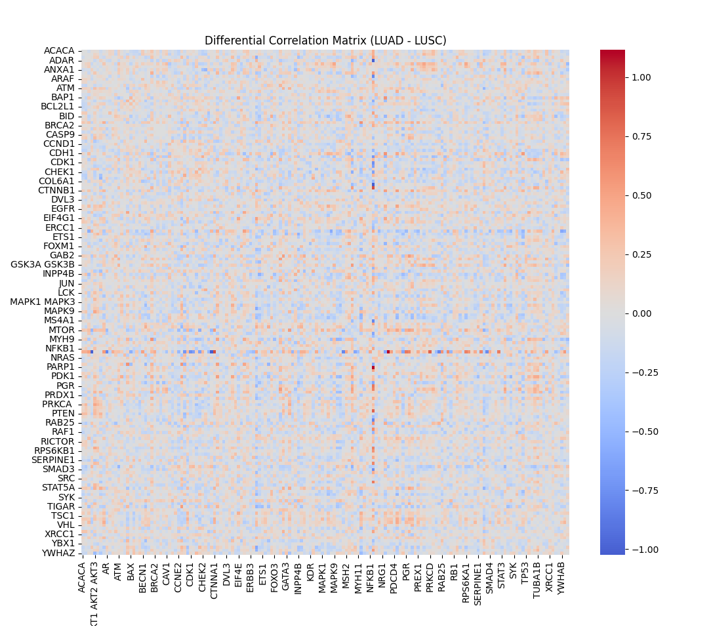 Differential Correlation Matrix (LUAD - LUSC)
ACACA
ADAR
ANXA1
ARAF
ATM
BAP1
BCL2L1
BID
BRCA2
CASP9
CCND1
CDH1
CDK1
CHEK1
COL6A1
CTNNB1
DVL3
EGFR
EIF4G1
ERCC1
ETS1
FOXM1
GAB2
GSK3A GSK3B
INPP4B
JUN
LCK
MAPK1 MAPK3
MAPK9
MS4A1
MTOR
MYH9
NFKB1
NRAS
PARP1
PDK1
PGR
PRDX1
PRKCA
PTEN
RAB25
RAF1
RICTOR
RPS6KB1
SERPINE1
SMAD3
SRC
STAT5A
SYK
TIGAR
TSC1
VHL
XRCC1
YBX1
YWHAZ
ACACA
KT1 AKT2 AKT3
AR
ATM
BAX
BECN1
BRCA2
CAV1
CCNE2
CDK1
CHEK2
CTNNA1
DVL3
EIF4E
ERBB3
ETS1
FOXO3
GATA3
INPP4B
KDR
MAPK1
MAPK9
MSH2
MYH11
NFKB1
NRG1
PDCD4
PGR
PREX1
PRKCD
RAB25
RB1
RPS6KA1
SERPINE1
SMAD4
STAT3
SYK
TP53
TUBA1B
XRCC1
YWHAB
1.00
0.75
0.50
0.25
0.00
−0.25
−0.50
−0.75
−1.00